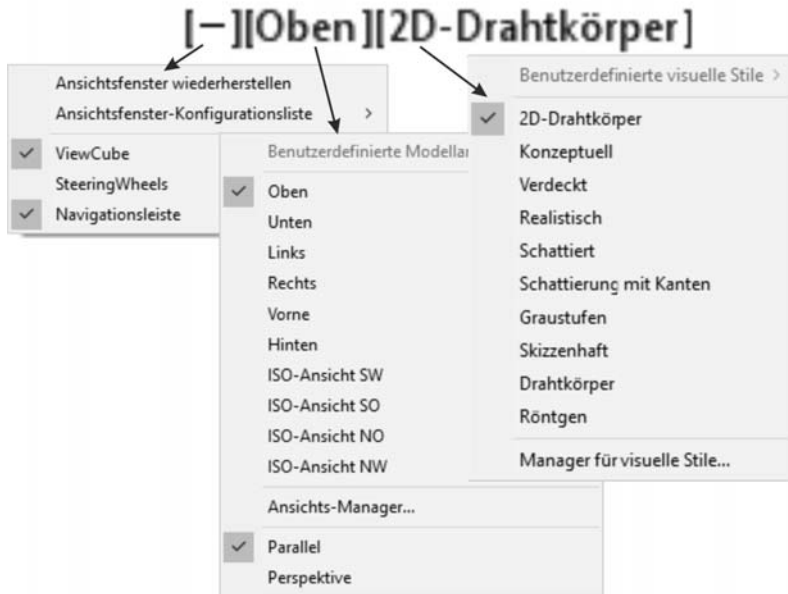 [−][Oben][2D-Drahtkörper]
Ansichtsfenster wiederherstellen
Ansichtsfenster-Konfigurationsliste >
ViewCube
SteeringWheels
Navigationsleiste
Benutzerdefinierte
Oben
Unten
Links
Rechts
Vorne
Hinten
ISO-Ansicht SW
ISO-Ansicht SO
ISO-Ansicht NO
ISO-Ansicht NW
Ansichts-Manager...
Parallel
Perspektive
Benutzerdefinierte visuelle Stile >
2D-Drahtkörper
Konzeptuell
Verdeckt
Realistisch
Schattiert
Schattierung mit Kanten
Graustufen
Skizzenhaft
Drahtkörper
Röntgen
Manager für visuelle Stile...